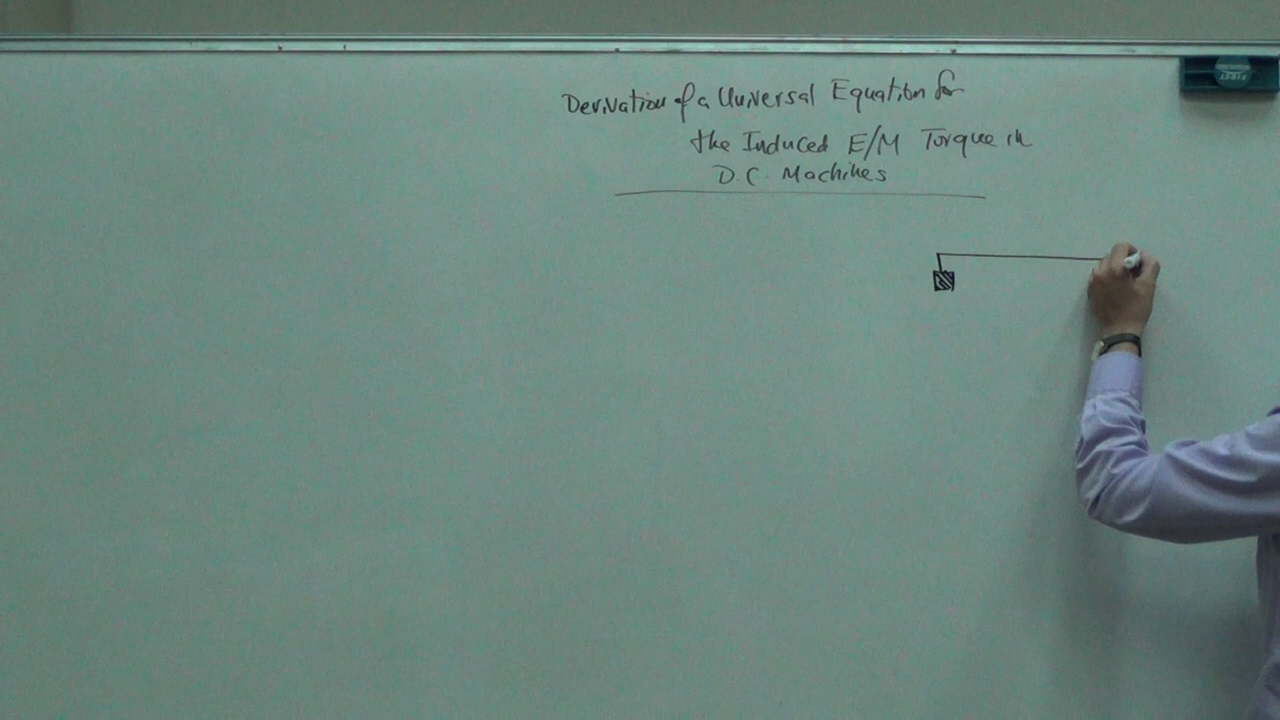 Derivation of a Universal Equation for
the Induced E/M Torque in
D.C. Machines